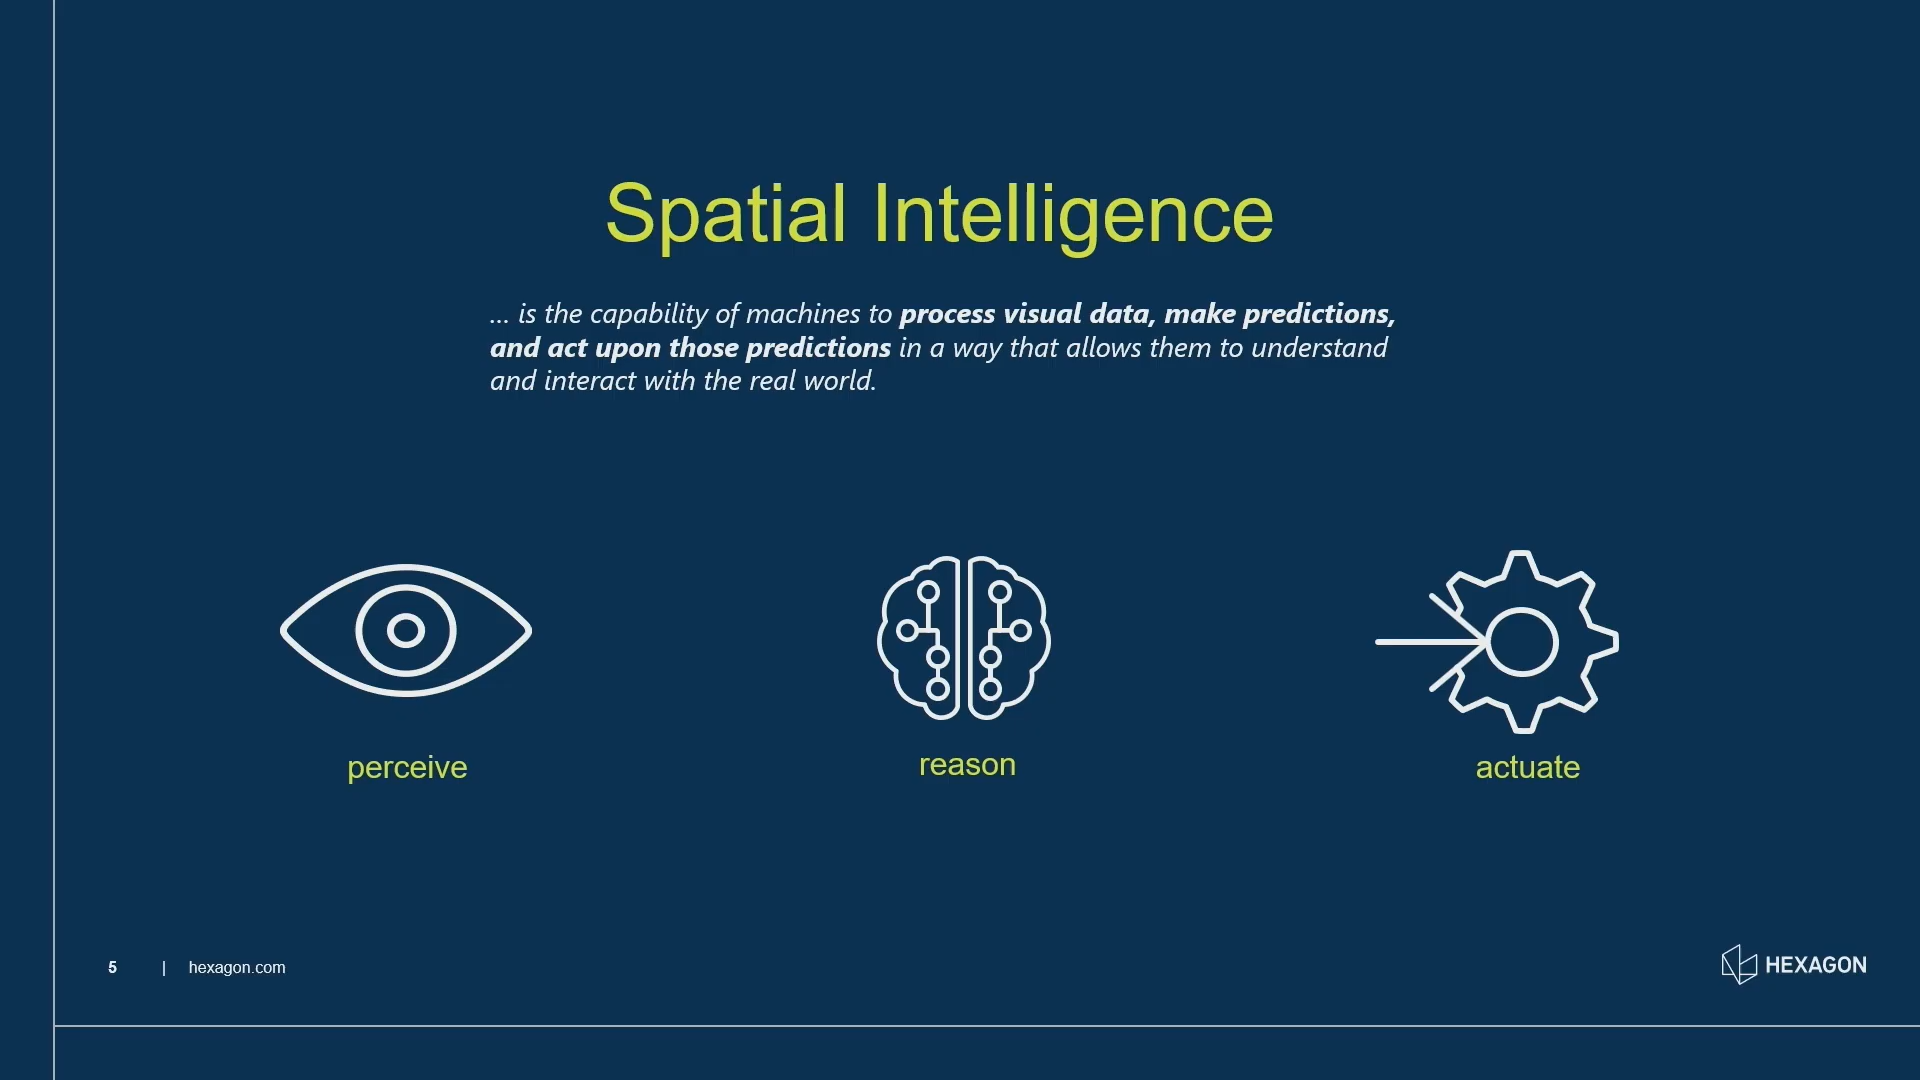 Spatial Intelligence
... is the capability of machines to process visual data, make predictions,
and act upon those predictions in a way that allows them to understand
and interact with the real world.
perceive
reason
actuate
5 | hexagon.com
HEXAGON